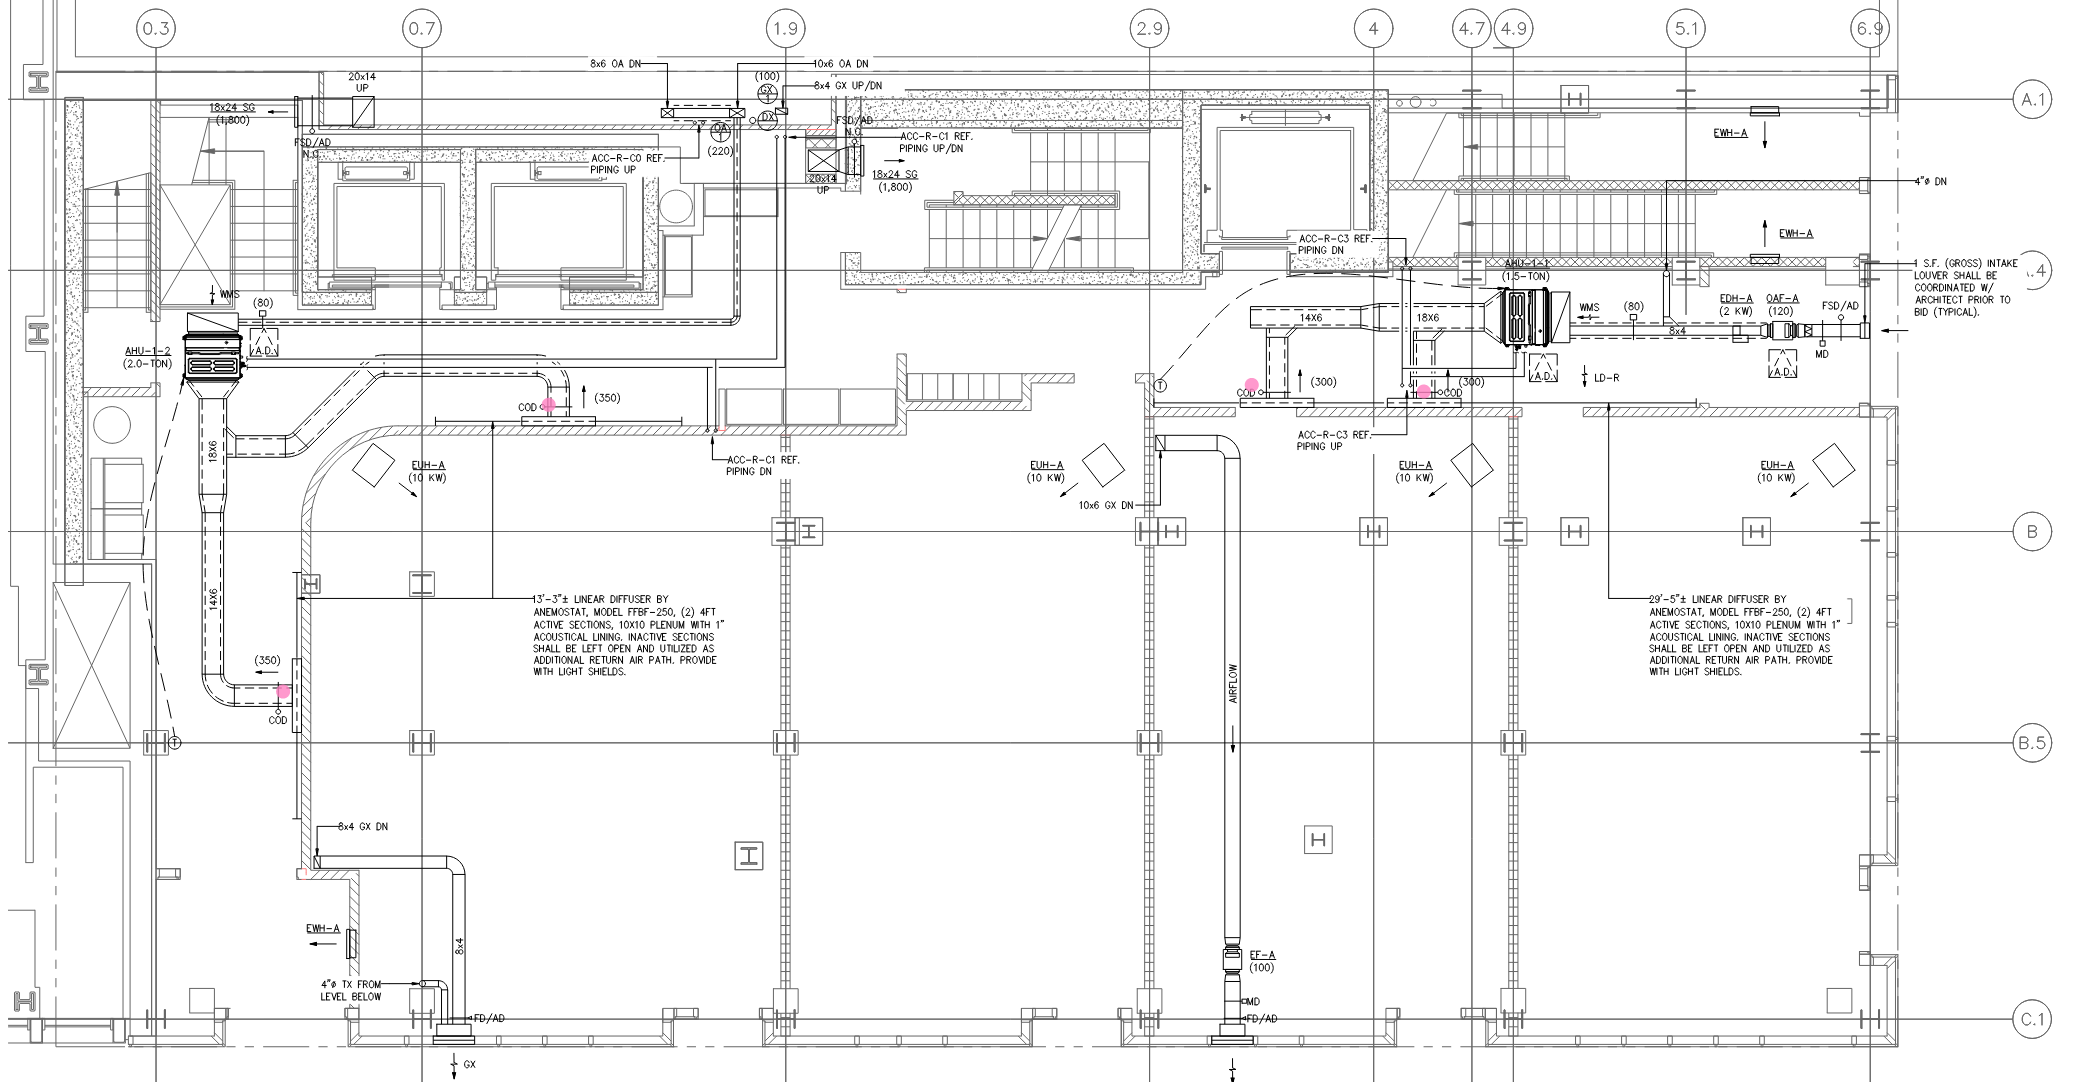 0.3
0.7
1.9
2.9
4
4.7
4.9
5.1
6.9
8x6 OA DN
10x6 OA DN
20x14
UP
(100)
GX
1
8x4 GX UP/DN
A.1
18x24 SG
(1,800)
FSD/AD
N.C.
OA
1
(220)
DX
FSD/AD
N.C.
ACC-R-C1 REF.
PIPING UP/DN
EWH-A
ACC-R-C0 REF.
PIPING UP
20x14
UP
18x24 SG
(1,800)
4"ø DN
EWH-A
ACC-R-C3 REF.
PIPING DN
AHU-1-1
(1.5-TON)
1 S.F. (GROSS) INTAKE
LOUVER SHALL BE
COORDINATED W/
ARCHITECT PRIOR TO
BID (TYPICAL).
.4
WMS
(80)
A.D.
14X6
18X6
WMS
(80)
8x4
EDH-A
(2 KW)
OAF-A
(120)
FSD/AD
MD
A.D.
AHU-1-2
(2.0-TON)
(350)
COD
T
(300)
COD
(300)
COD
A.D.
LD-R
18X6
EUH-A
(10 KW)
ACC-R-C1 REF.
PIPING DN
EUH-A
(10 KW)
ACC-R-C3 REF.
PIPING UP
EUH-A
(10 KW)
EUH-A
(10 KW)
10x6 GX DN
B
14X6
13'-3"± LINEAR DIFFUSER BY
ANEMOSTAT, MODEL FFBF-250, (2) 4FT
ACTIVE SECTIONS, 10X10 PLENUM WITH 1"
ACOUSTICAL LINING. INACTIVE SECTIONS
SHALL BE LEFT OPEN AND UTILIZED AS
ADDITIONAL RETURN AIR PATH. PROVIDE
WITH LIGHT SHIELDS.
29'-5"± LINEAR DIFFUSER BY
ANEMOSTAT, MODEL FFBF-250, (2) 4FT
ACTIVE SECTIONS, 10X10 PLENUM WITH 1"
ACOUSTICAL LINING. INACTIVE SECTIONS
SHALL BE LEFT OPEN AND UTILIZED AS
ADDITIONAL RETURN AIR PATH. PROVIDE
WITH LIGHT SHIELDS.
(350)
COD
T
AIRFLOW
B.5
8x4 GX DN
EWH-A
8x4
4"ø TX FROM
LEVEL BELOW
EF-A
(100)
MD
FD/AD
FD/AD
C.1
GX